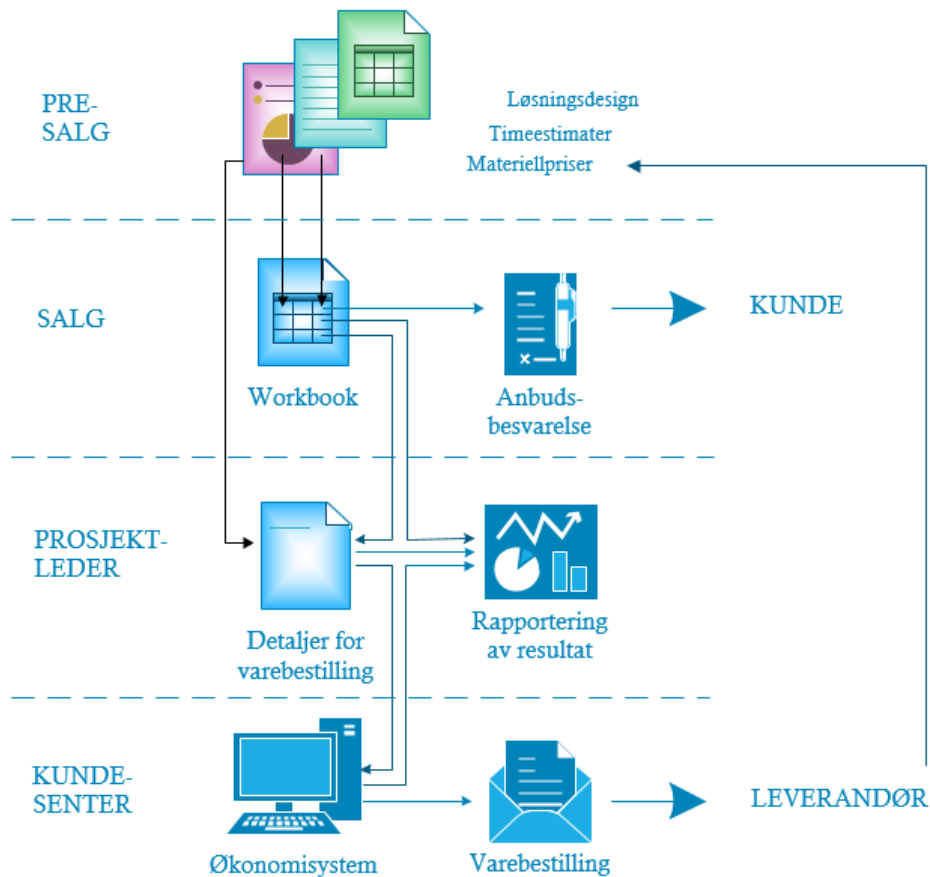 PRE-
SALG
Løsningsdesign
Timeestimater
Materiellpriser
SALG
Workbook
Anbuds-
besvarelse
KUNDE
PROSJEKT-
LEDER
Detaljer for
varebestilling
Rapportering
av resultat
KUNDE-
SENTER
Økonomisystem
Varebestilling
LEVERANDØR